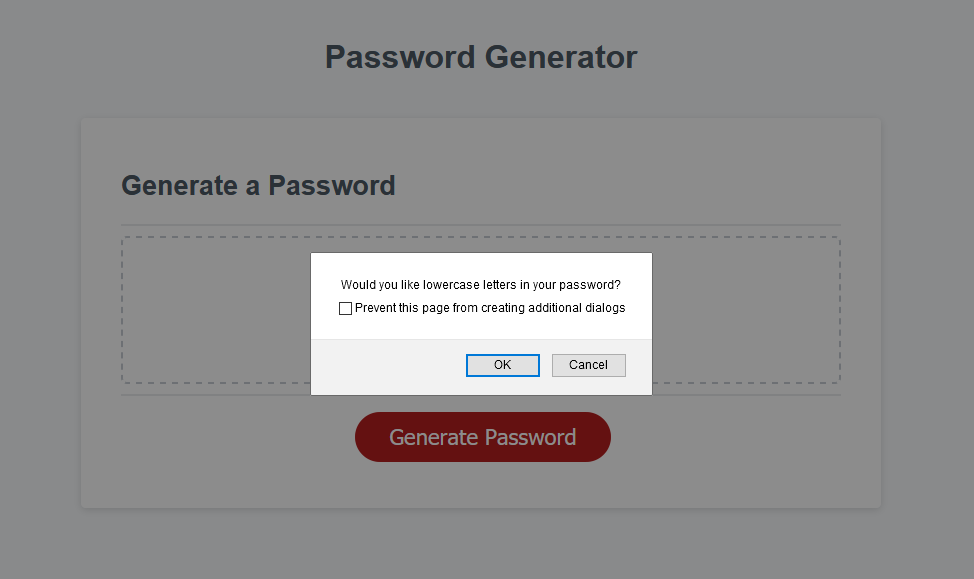 Password Generator
Generate a Password
Would you like lowercase letters in your password?
Prevent this page from creating additional dialogs
OK Cancel
Generate Password